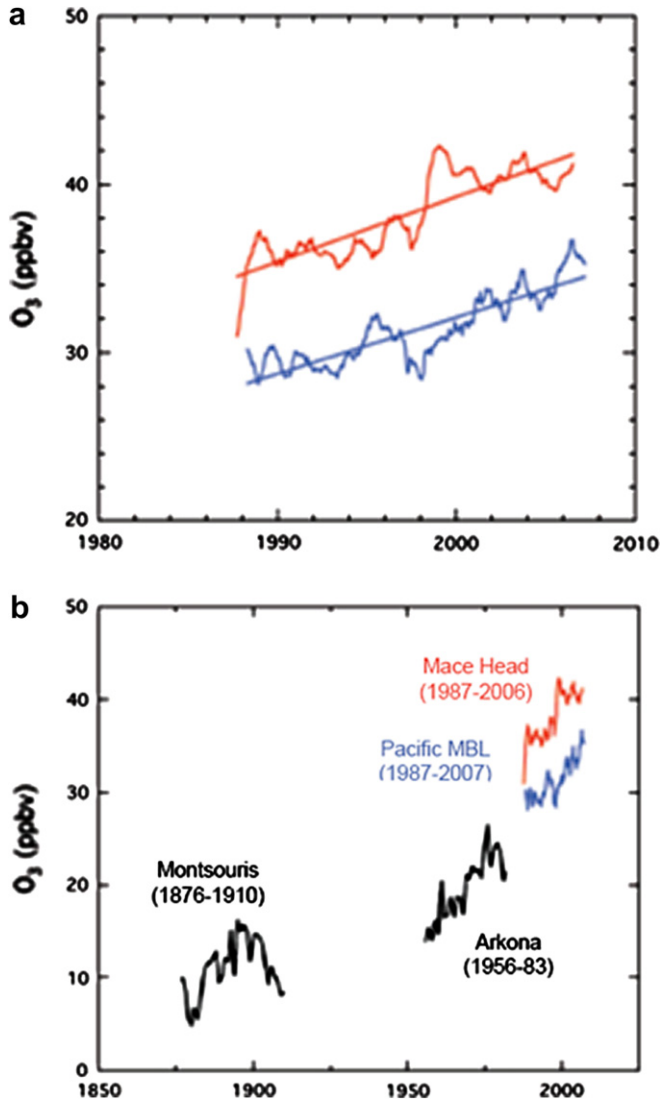 a
50
40
30
20
O₃ (ppbv)
1980 1990 2000 2010
b
50
40
30
20
10
0
O₃ (ppbv)
Mace Head
(1987-2006)
Pacific MBL
(1987-2007)
Montsouris
(1876-1910)
Arkona
(1956-83)
1850 1900 1950 2000